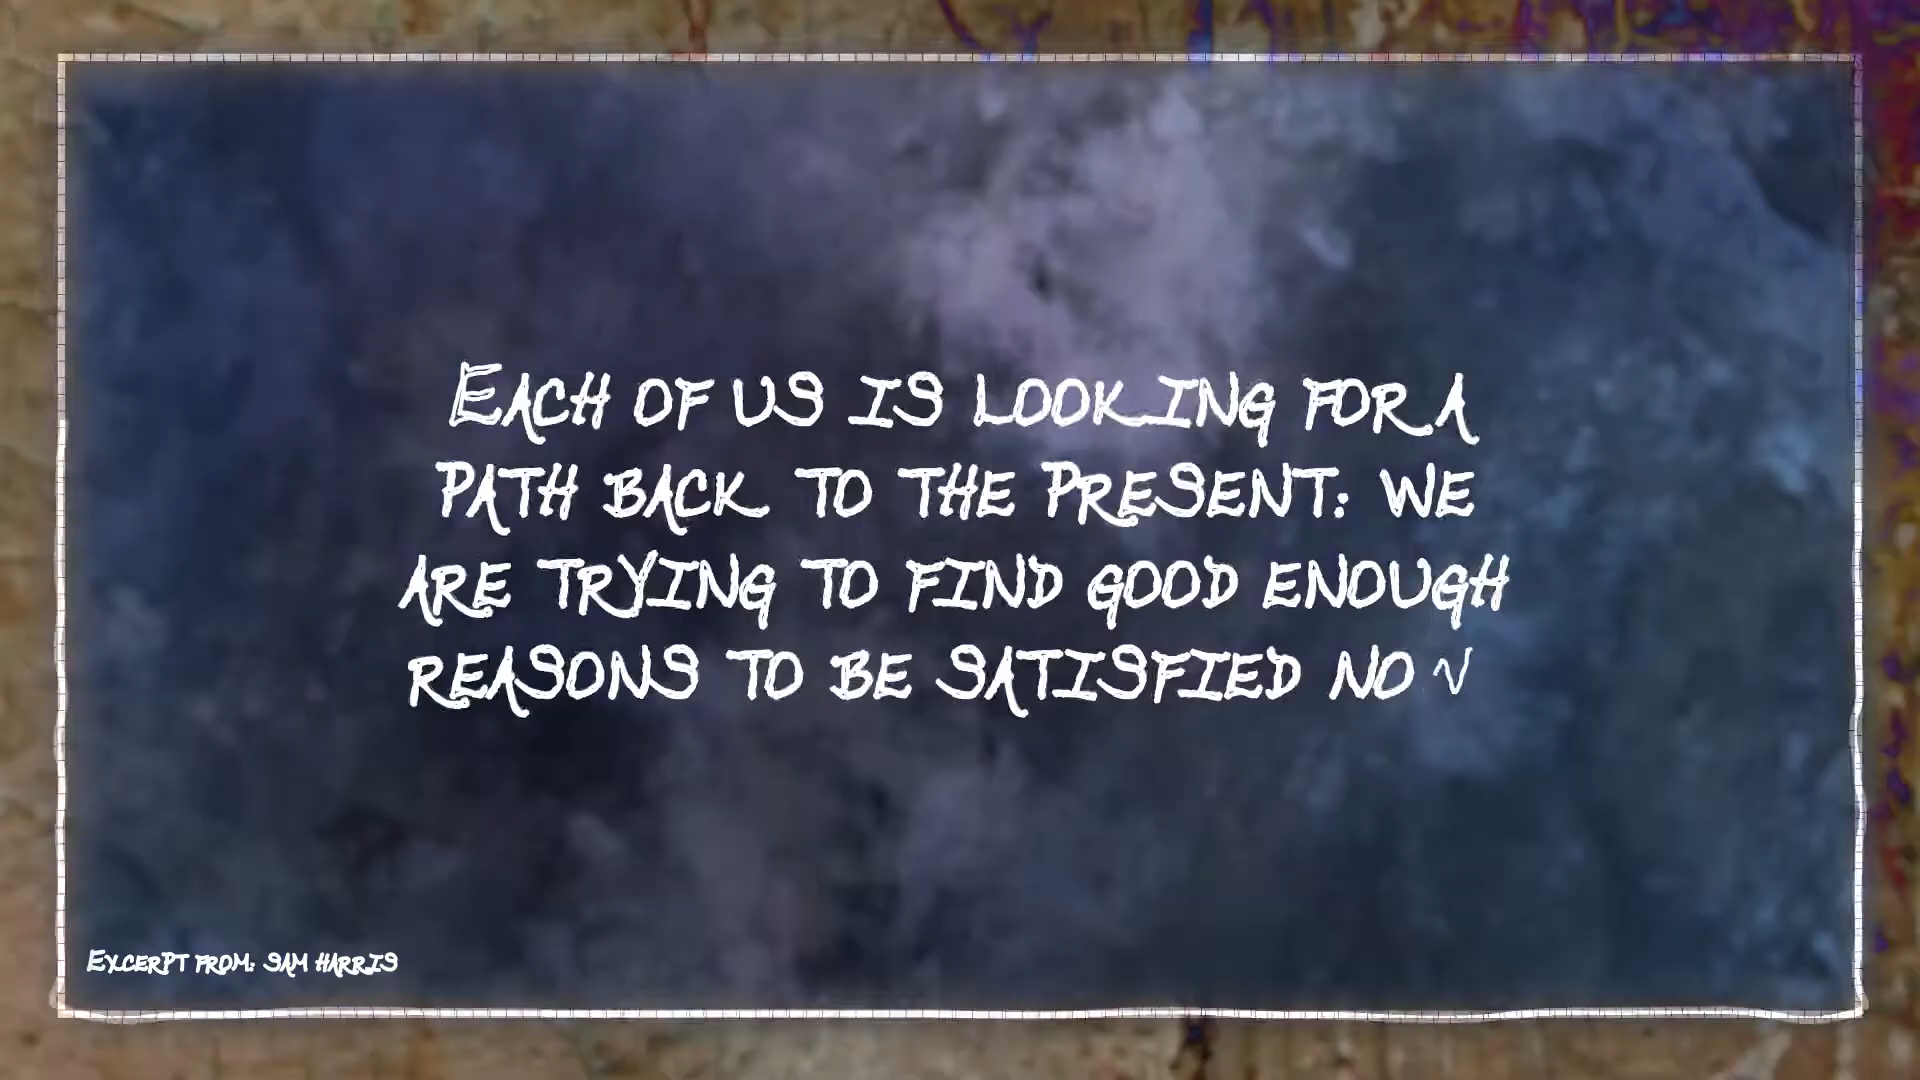 Each of us is looking for a
path back to the present: we
are trying to find good enough
reasons to be satisfied no
Excerpt from: Sam Harris